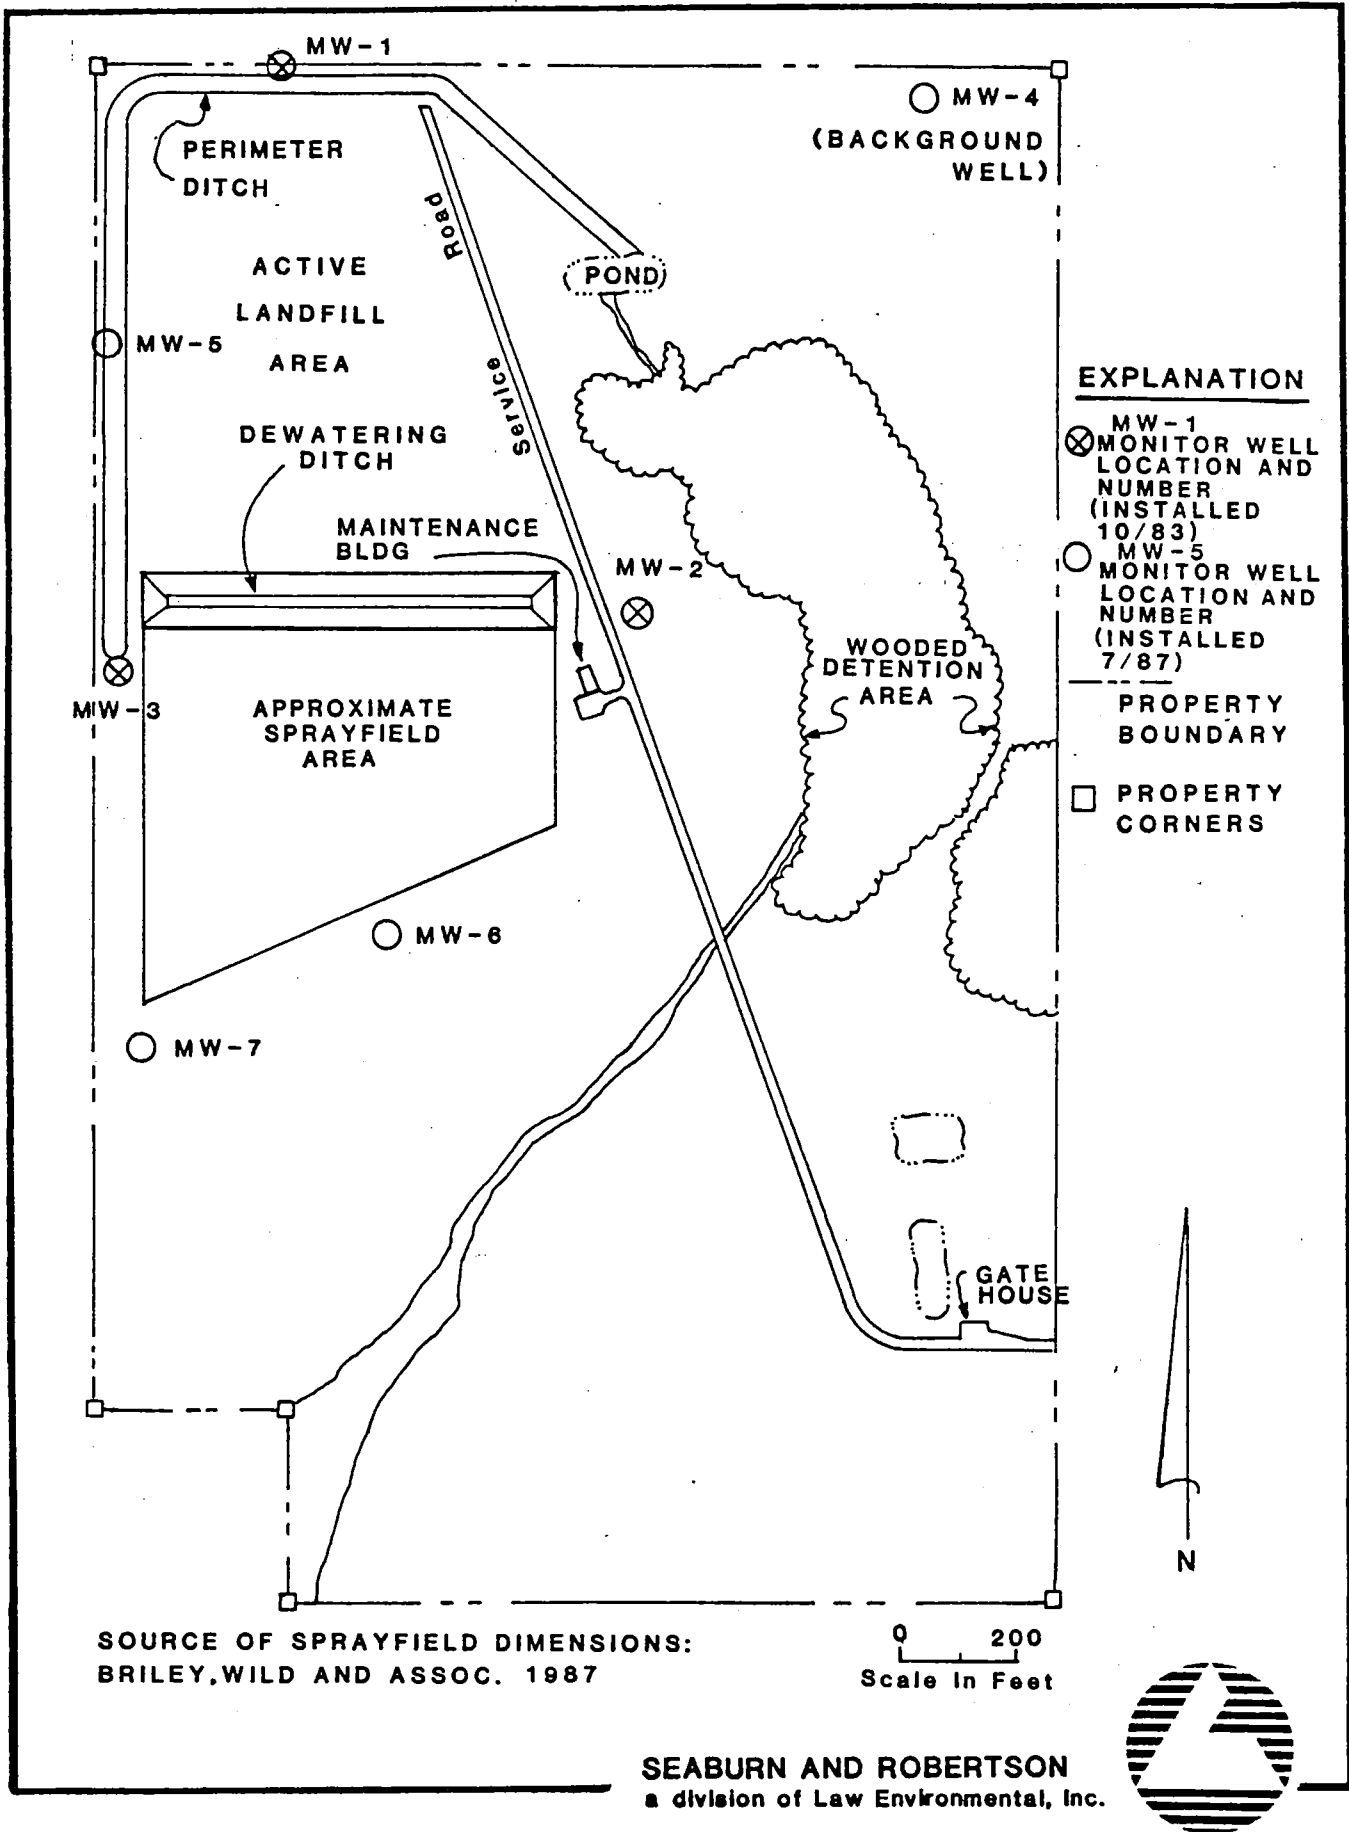 MW-1
MW-4
(BACKGROUND
WELL)
PERIMETER
DITCH
Road
ACTIVE
LANDFILL
AREA
POND
MW-5
Service
EXPLANATION
MW-1
MONITOR WELL
LOCATION AND
NUMBER
(INSTALLED
10/83)
MW-5
MONITOR WELL
LOCATION AND
NUMBER
(INSTALLED
7/87)
PROPERTY
BOUNDARY
PROPERTY
CORNERS
DEWATERING
DITCH
MAINTENANCE
BLDG
MW-2
WOODED
DETENTION
AREA
MW-3
APPROXIMATE
SPRAYFIELD
AREA
MW-6
MW-7
GATE
HOUSE
N
SOURCE OF SPRAYFIELD DIMENSIONS:
BRILEY,WILD AND ASSOC. 1987
0 200
Scale In Feet
SEABURN AND ROBERTSON
a division of Law Environmental, Inc.